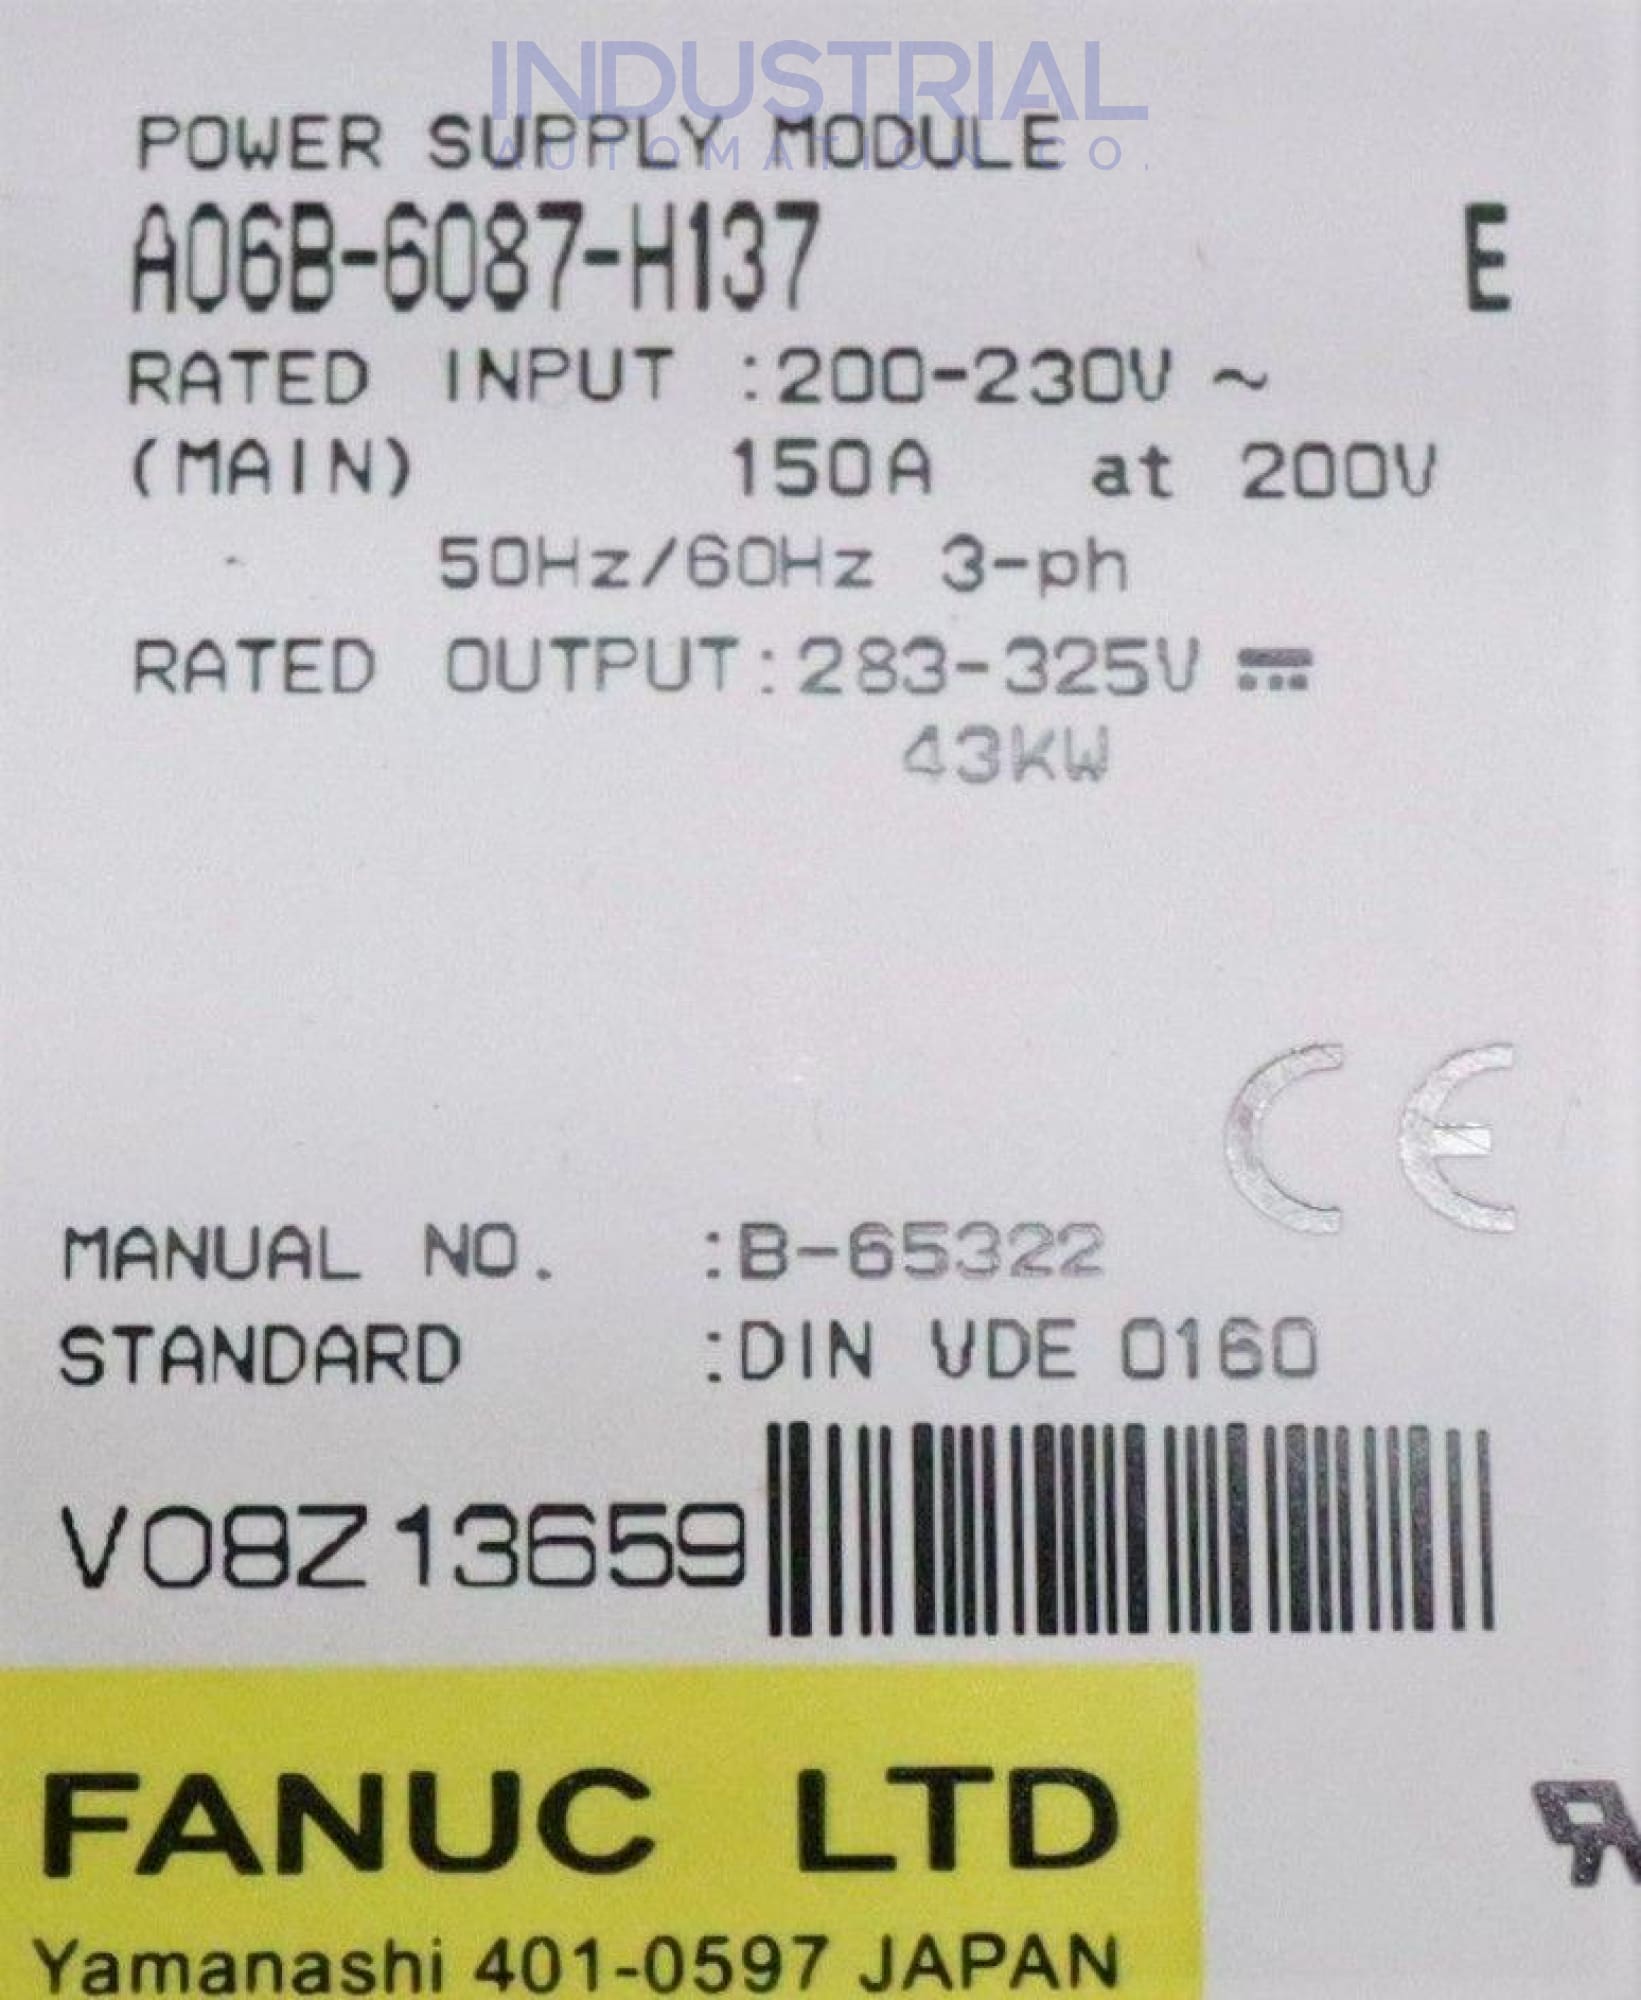 INDUSTRIAL
AUTOMATION CO.
POWER SUPPLY MODULE
A06B-6087-H137 E
RATED INPUT :200-230V ~
(MAIN) 150A at 200V
50Hz/60Hz 3-ph
RATED OUTPUT:283-325V ⎓
43KW
CE
MANUAL NO. :B-65322
STANDARD :DIN VDE 0160
V08Z13659
FANUC LTD
Yamanashi 401-0597 JAPAN